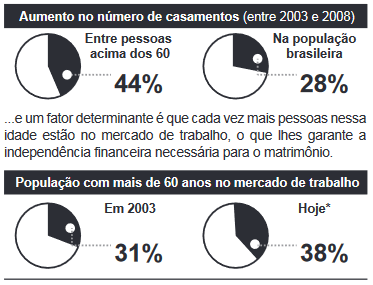 Aumento no número de casamentos (entre 2003 e 2008)
Entre pessoas
acima dos 60
44%
Na população
brasileira
28%
...e um fator determinante é que cada vez mais pessoas nessa
idade estão no mercado de trabalho, o que lhes garante a
independência financeira necessária para o matrimônio.
População com mais de 60 anos no mercado de trabalho
Em 2003
31%
Hoje*
38%